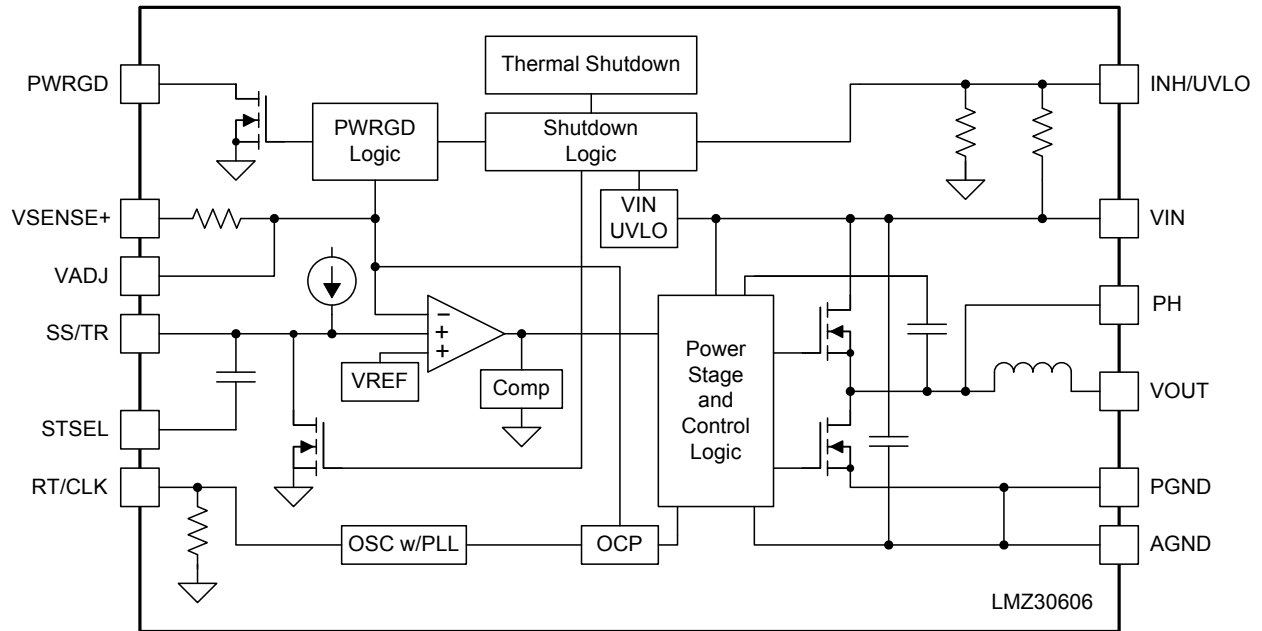 Thermal Shutdown
PWRGD
INH/UVLO
PWRGD
Logic
Shutdown
Logic
VSENSE+
VIN
UVLO
VIN
VADJ
PH
SS/TR
−
+
+
VREF
Comp
Power
Stage
and
Control
Logic
VOUT
STSEL
RT/CLK
PGND
OSC w/PLL
OCP
AGND
LMZ30606